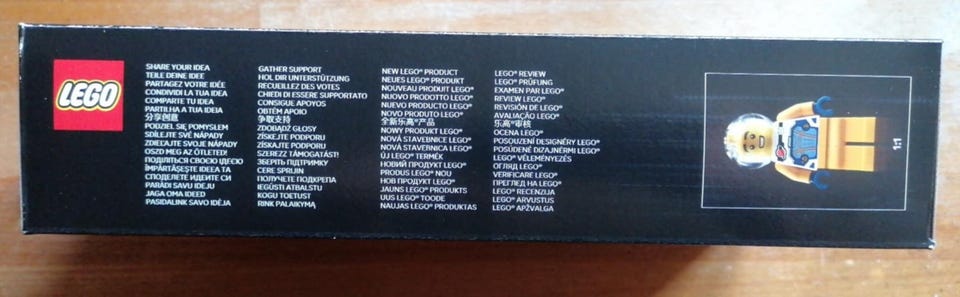 LEGO
SHARE YOUR IDEA
TEILE DEINE IDEE
PARTAGEZ VOTRE IDÉE
CONDIVIDI LA TUA IDEA
COMPARTE TU IDEA
PARTILHA A TUA IDEIA
分享创意
PODZIEL SIĘ POMYSŁEM
SDÍLEJTE SVÉ NÁPADY
ZDIEĽAJTE SVOJE NÁPADY
OSZD MEG AZ ÖTLETED!
ПОДІЛІТЬСЯ СВОЄЮ ІДЕЄЮ
ÎMPĂRTĂȘEȘTE IDEEA TA
СПОДЕЛЕТЕ ИДЕИТЕ СИ
PARĀDI SAVU IDEJU
JAGA OMA IDEED
PASIDALINK SAVO IDĖJA
GATHER SUPPORT
HOL DIR UNTERSTÜTZUNG
RECUEILLEZ DES VOTES
CHIEDI DI ESSERE SUPPORTATO
CONSIGUE APOYOS
OBTÉM APOIO
争取支持
ZDOBĄDŹ GŁOSY
ZÍSKEJTE PODPORU
ZÍSKAJTE PODPORU
SZEREZZ TÁMOGATÁST!
ЗБЕРІТЬ ПІДТРИМКУ
CERE SPRIJIN
ПОЛУЧЕТЕ ПОДКРЕПА
IEGŪSTI ATBALSTU
KOGU TOETUST
RINK PALAIKYMĄ
NEW LEGO® PRODUCT
NEUES LEGO® PRODUKT
NOUVEAU PRODUIT LEGO®
NUOVO PRODOTTO LEGO®
NUEVO PRODUCTO LEGO®
NOVO PRODUTO LEGO®
全新乐高®产品
NOWY PRODUKT LEGO®
NOVÁ STAVEBNICE LEGO®
NOVÁ STAVEBNICA LEGO®
ÚJ LEGO® TERMÉK
НОВИЙ ПРОДУКТ LEGO®
PRODUS LEGO® NOU
НОВ ПРОДУКТ LEGO®
JAUNS LEGO® PRODUKTS
UUS LEGO® TOODE
NAUJAS LEGO® PRODUKTAS
LEGO® REVIEW
LEGO® PRÜFUNG
EXAMEN PAR LEGO®
REVIEW LEGO®
REVISIÓN DE LEGO®
AVALIAÇÃO LEGO®
乐高®审核
OCENA LEGO®
POSOUZENÍ DESIGNÉRY LEGO®
POSÚDENIE DIZAJNÉRMI LEGO®
LEGO® VÉLEMÉNYEZÉS
ОГЛЯД LEGO®
VERIFICARE LEGO®
ПРЕГЛЕД НА LEGO®
LEGO® RECENZIJA
LEGO® ARVUSTUS
LEGO® APŽVALGA
1:1